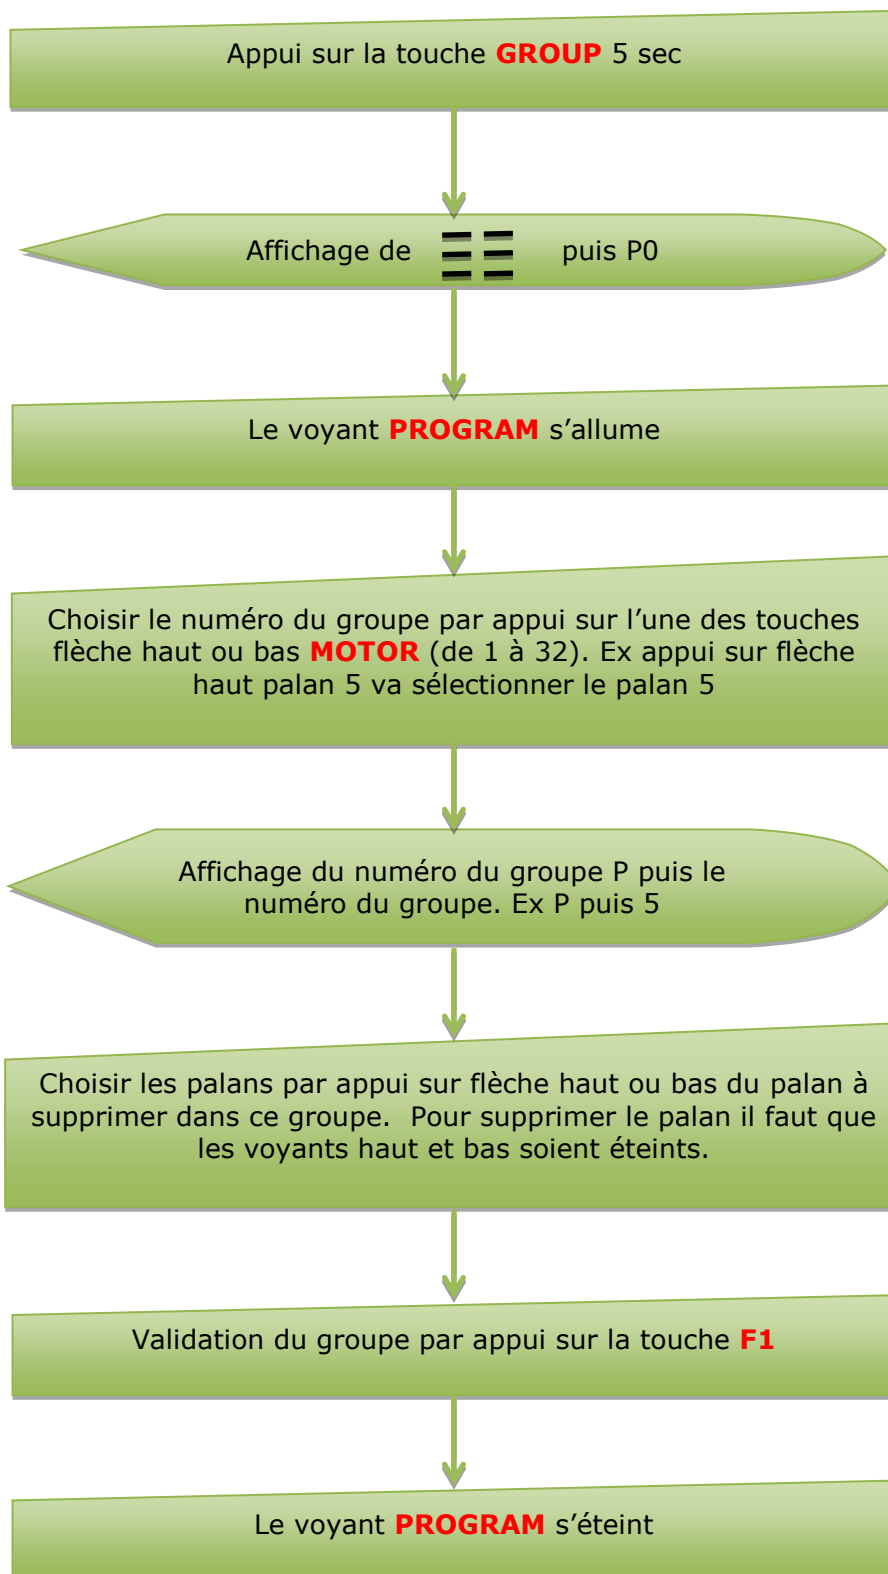 Appui sur la touche GROUP 5 sec
Affichage de puis P0
Le voyant PROGRAM s’allume
Choisir le numéro du groupe par appui sur l’une des touches
flèche haut ou bas MOTOR (de 1 à 32). Ex appui sur flèche
haut palan 5 va sélectionner le palan 5
Affichage du numéro du groupe P puis le
numéro du groupe. Ex P puis 5
Choisir les palans par appui sur flèche haut ou bas du palan à
supprimer dans ce groupe. Pour supprimer le palan il faut que
les voyants haut et bas soient éteints.
Validation du groupe par appui sur la touche F1
Le voyant PROGRAM s’éteint